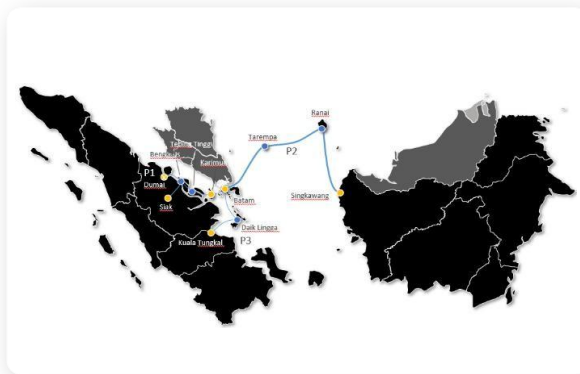 Ranai
Tarempa
Tebing Tinggi
P2
Bengkalis
Karimun
P1
Dumai
Singkawang
Batam
Siak
Daik Lingga
P3
Kuala Tungkal